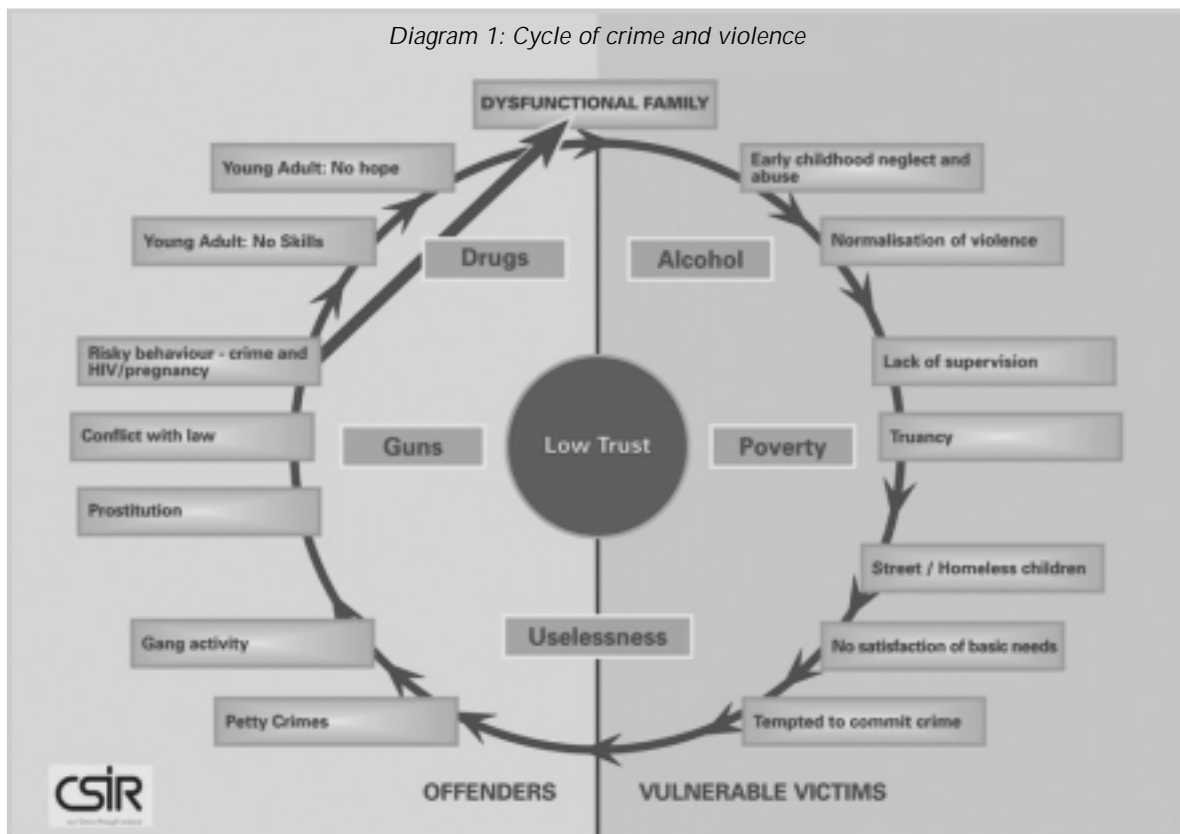 Diagram 1: Cycle of crime and violence
DYSFUNCTIONAL FAMILY
Early childhood neglect and
abuse
Normalisation of violence
Lack of supervision
Truancy
Street / Homeless children
No satisfaction of basic needs
Tempted to commit crime
Petty Crimes
Gang activity
Prostitution
Conflict with law
Risky behaviour - crime and
HIV/pregnancy
Young Adult: No Skills
Young Adult: No hope
Drugs
Alcohol
Guns
Low Trust
Poverty
Uselessness
OFFENDERS
VULNERABLE VICTIMS
CSIR